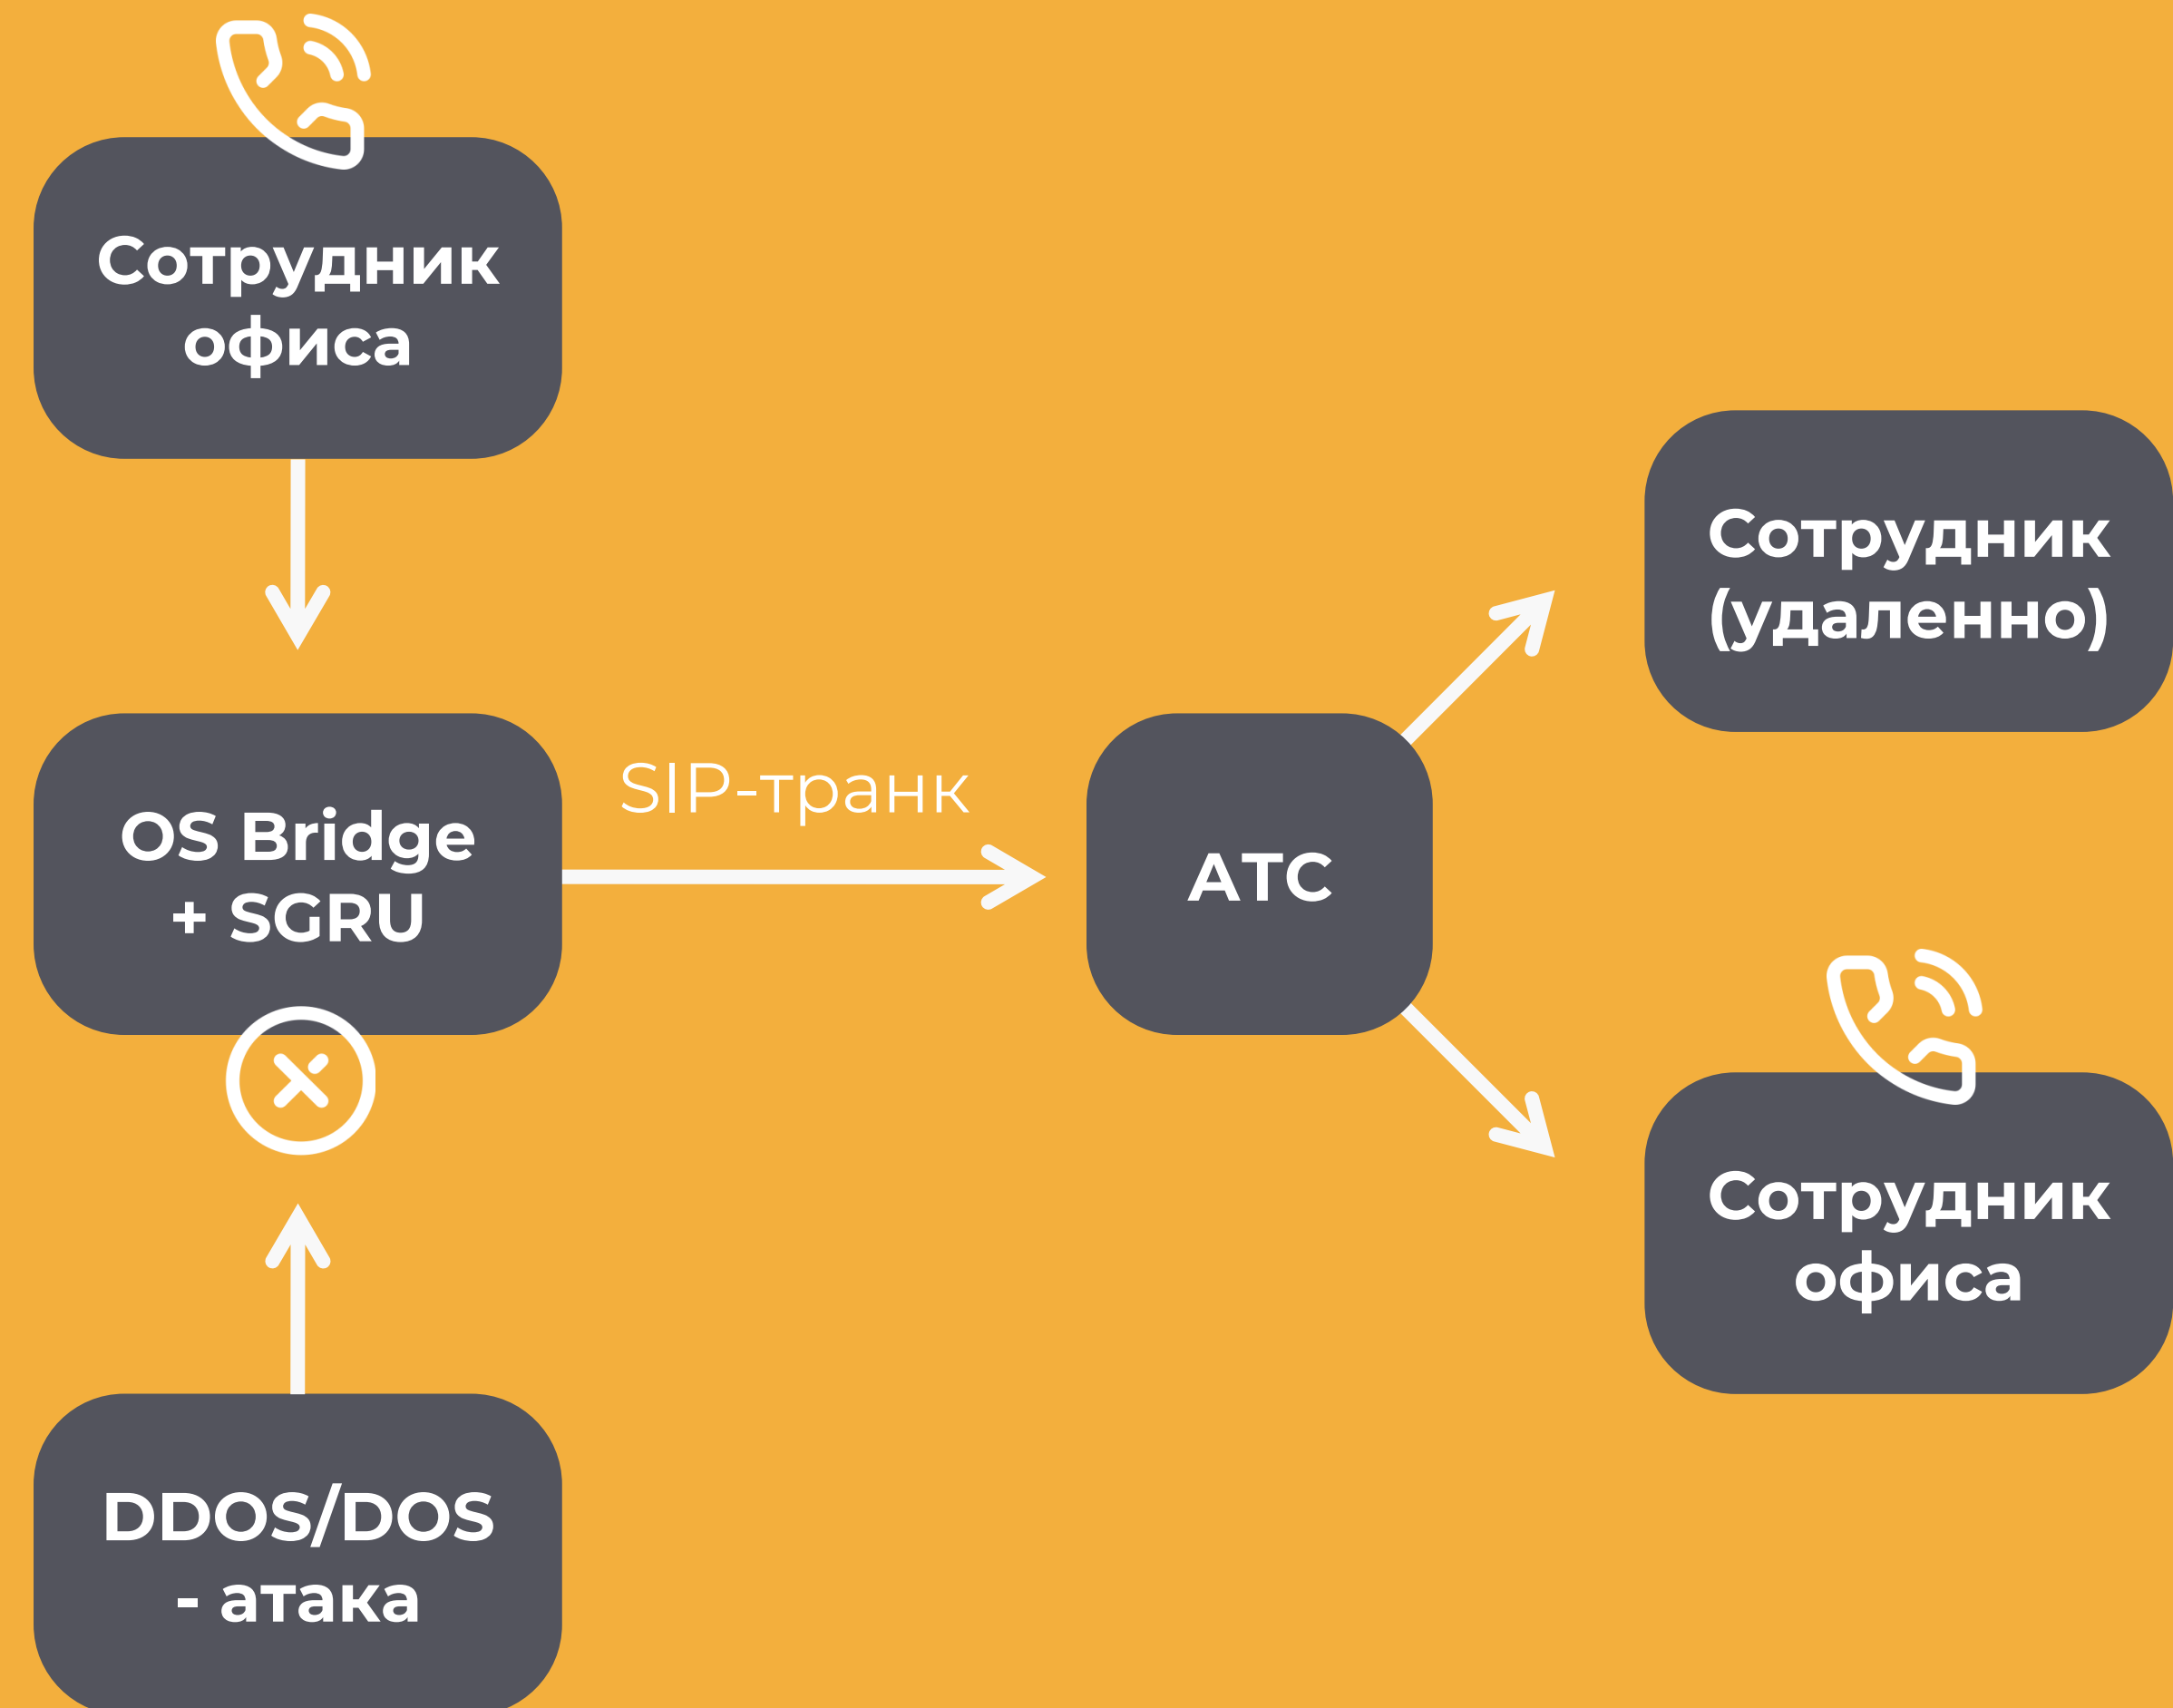 Сотрудник
офиса
Сотрудник
(удаленно)
OS Bridge
+ SGRU
SIP-транк
АТС
Сотрудник
офиса
DDOS/DOS
- атака